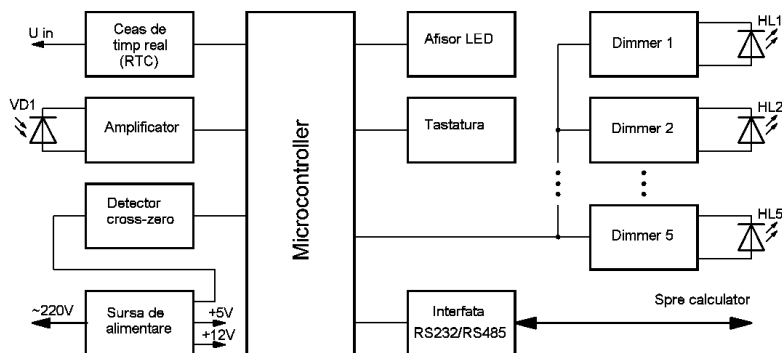 U in
Ceas de
timp real
(RTC)
VD1
Amplificator
Detector
cross-zero
~220V
Sursa de
alimentare
+5V
+12V
Microcontroller
Afisor LED
Tastatura
Interfata
RS232/RS485
Spre calculator
Dimmer 1
HL1
Dimmer 2
HL2
Dimmer 5
HL5